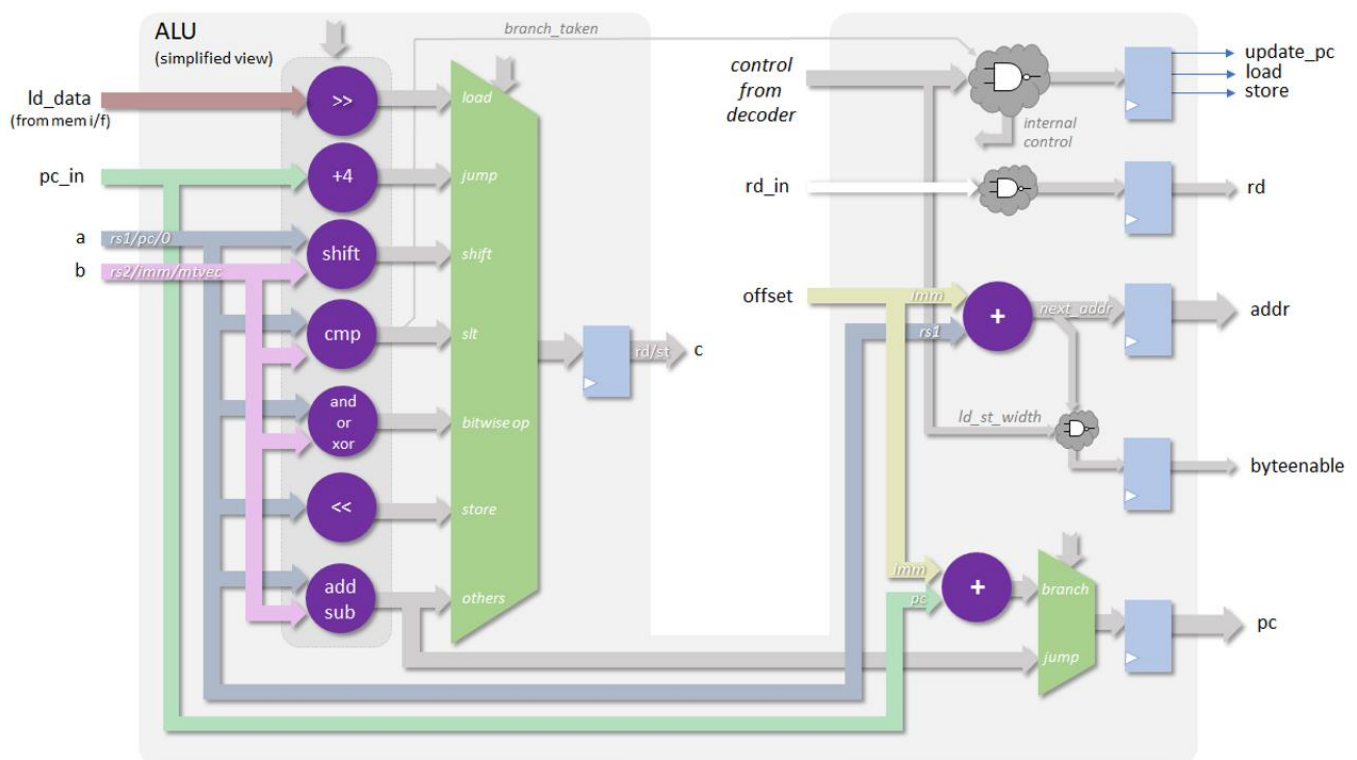 ALU
(simplified view)
branch_taken
ld_data
(from mem i/f)
pc_in
a
rs1/pc/0
b
rs2/imm/mtvec
>>
+4
shift
cmp
and
or
xor
<<
add
sub
load
jump
shift
slt
bitwise op
store
others
rd/st
c
control
from
decoder
internal
control
update_pc
load
store
rd_in
rd
offset
imm
rs1
+
next_addr
addr
ld_st_width
byteenable
imm
pc
+
branch
jump
pc